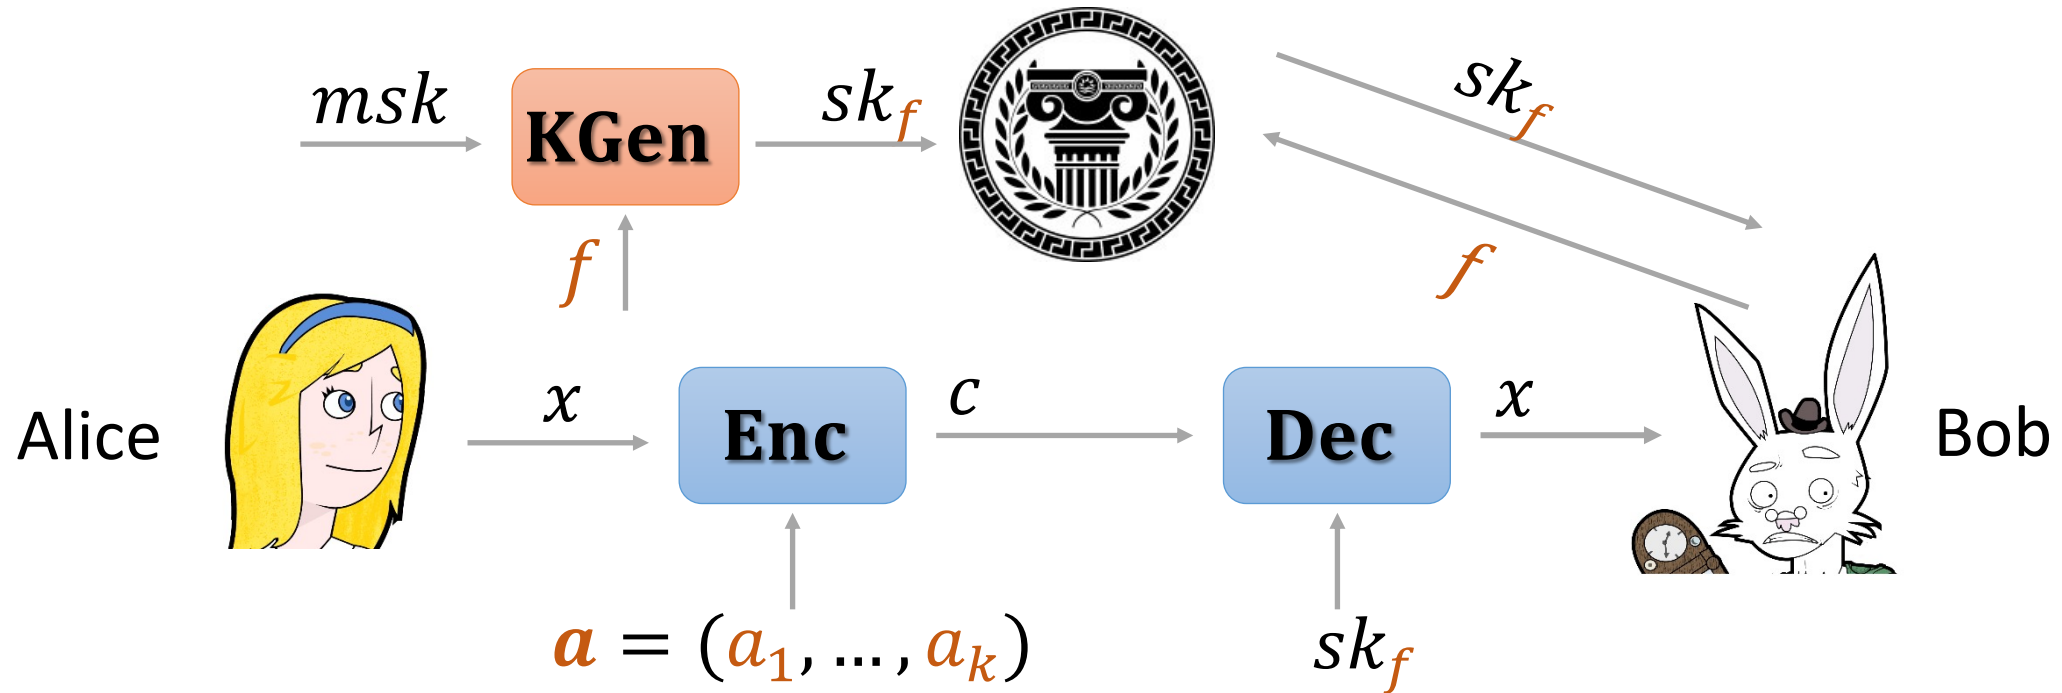 msk
KGen
sk_f
sk_f
f
f
Alice
x
Enc
c
Dec
x
Bob
a = (a_1, … , a_k)
sk_f